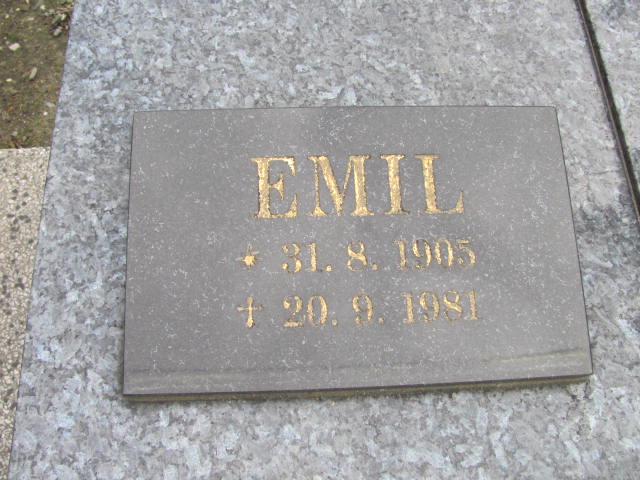 EMIL
* 31. 8. 1905
† 20. 9. 1981